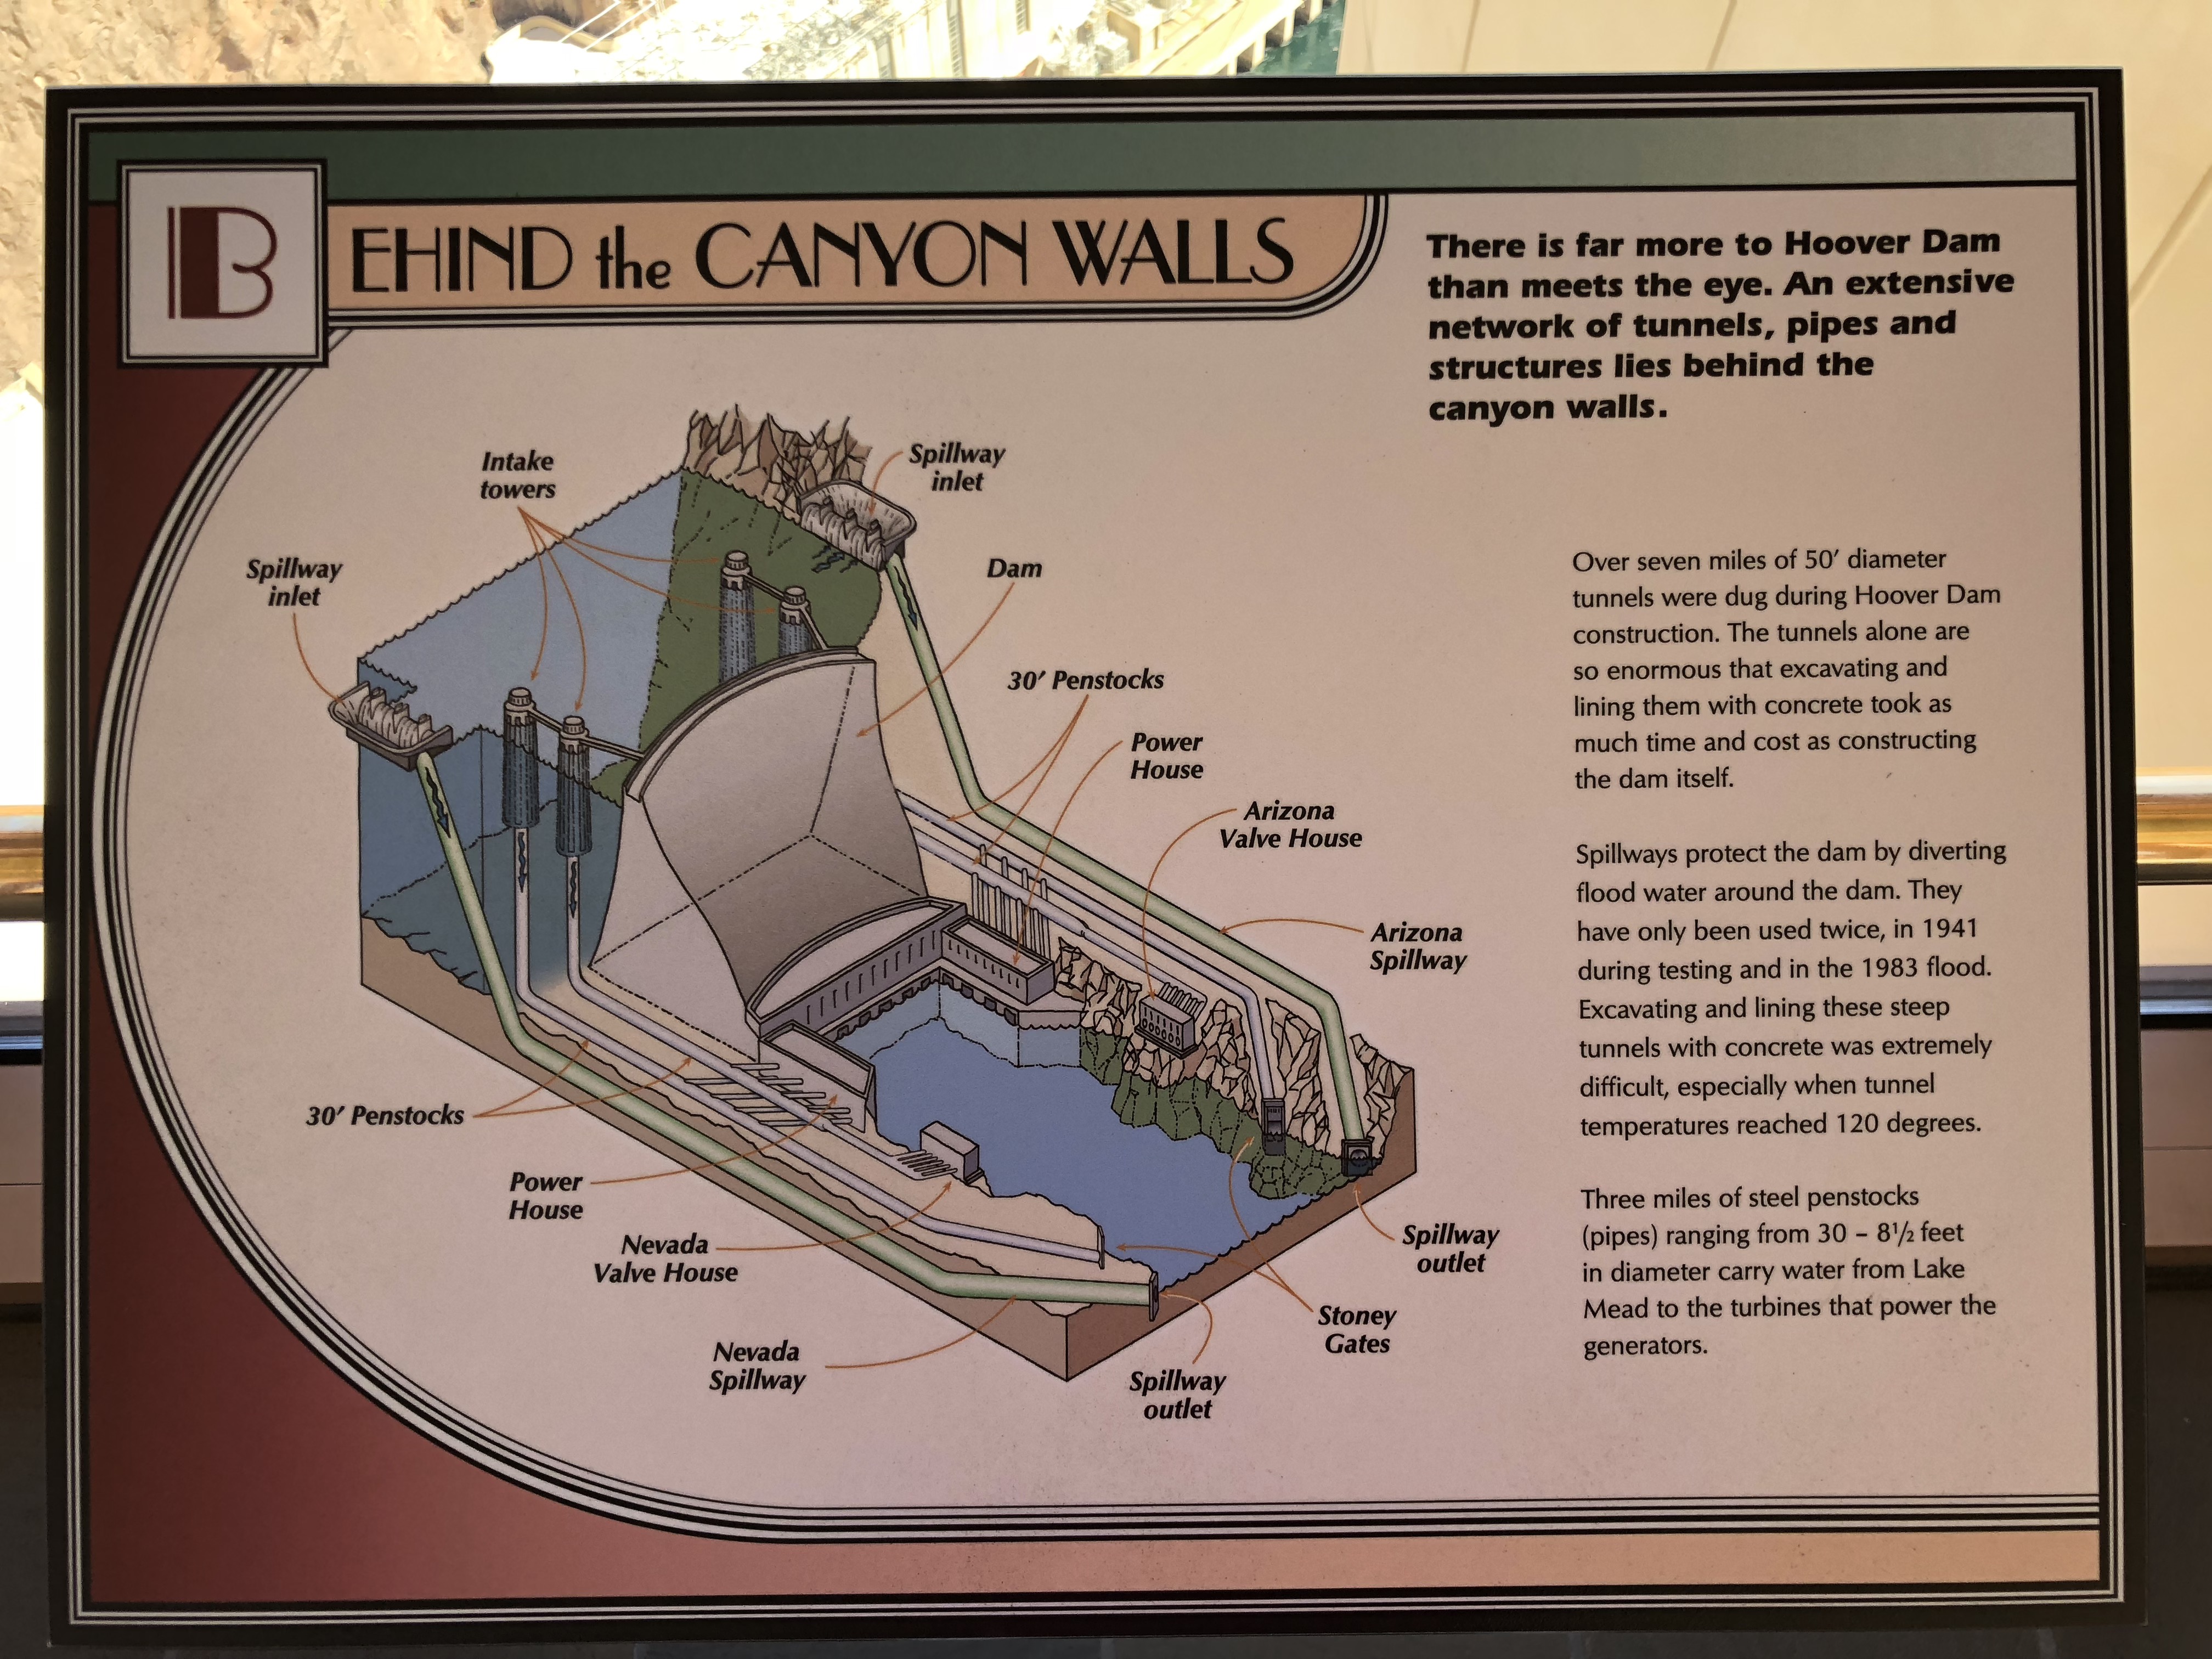 BEHIND the CANYON WALLS
There is far more to Hoover Dam
than meets the eye. An extensive
network of tunnels, pipes and
structures lies behind the
canyon walls.
Intake
towers
Spillway
inlet
Spillway
inlet
Dam
30′ Penstocks
Power
House
Arizona
Valve House
Arizona
Spillway
30′ Penstocks
Power
House
Nevada
Valve House
Nevada
Spillway
Spillway
outlet
Stoney
Gates
Spillway
outlet
Over seven miles of 50′ diameter
tunnels were dug during Hoover Dam
construction. The tunnels alone are
so enormous that excavating and
lining them with concrete took as
much time and cost as constructing
the dam itself.
Spillways protect the dam by diverting
flood water around the dam. They
have only been used twice, in 1941
during testing and in the 1983 flood.
Excavating and lining these steep
tunnels with concrete was extremely
difficult, especially when tunnel
temperatures reached 120 degrees.
Three miles of steel penstocks
(pipes) ranging from 30 – 8½ feet
in diameter carry water from Lake
Mead to the turbines that power the
generators.